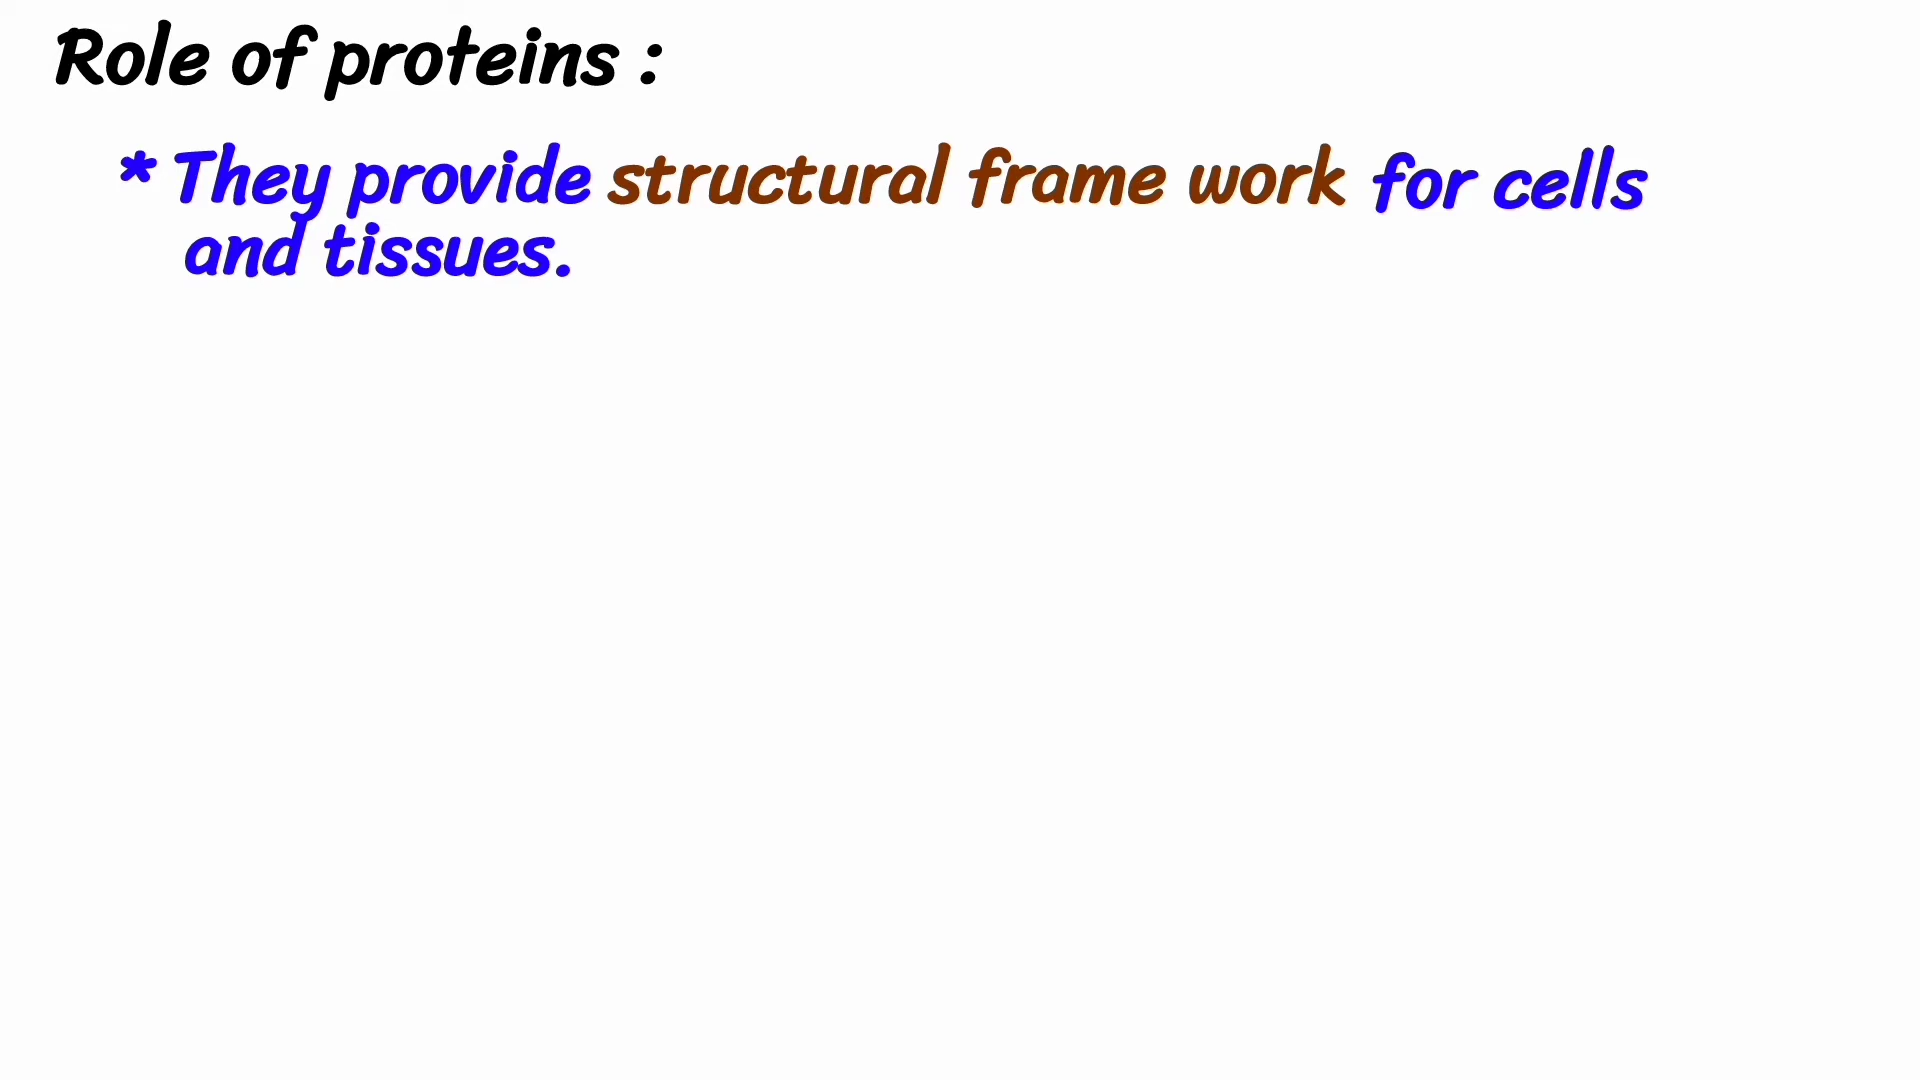 Role of proteins :
* They provide structural frame work for cells
and tissues.